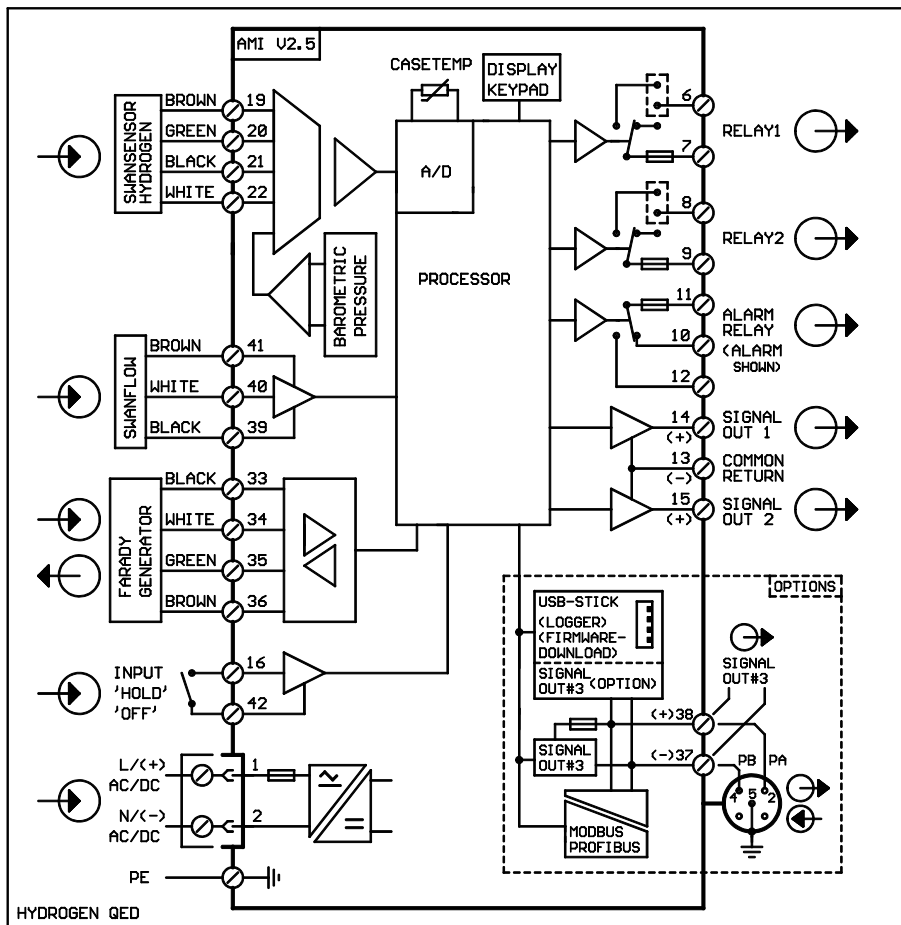 AMI V2.5
CASETEMP
DISPLAY
KEYPAD
SWANSENSOR
HYDROGEN
BROWN 19
GREEN 20
BLACK 21
WHITE 22
A/D
PROCESSOR
BAROMETRIC
PRESSURE
6
7
RELAY1
8
9
RELAY2
11
10
12
ALARM
RELAY
(ALARM
SHOWN)
SWANFLOW
BROWN 41
WHITE 40
BLACK 39
14
(+)
SIGNAL
OUT 1
13
(-)
COMMON
RETURN
15
(+)
SIGNAL
OUT 2
FARADY
GENERATOR
BLACK 33
WHITE 34
GREEN 35
BROWN 36
INPUT
'HOLD'
'OFF'
16
42
L/(+)
AC/DC
1
N/(-)
AC/DC
2
PE
OPTIONS
USB-STICK
(LOGGER)
(FIRMWARE-
DOWNLOAD)
SIGNAL
OUT#3 (OPTION)
SIGNAL
OUT#3
(+)38
(-)37
SIGNAL
OUT#3
PB PA
4 5 2
MODBUS
PROFIBUS
HYDROGEN QED